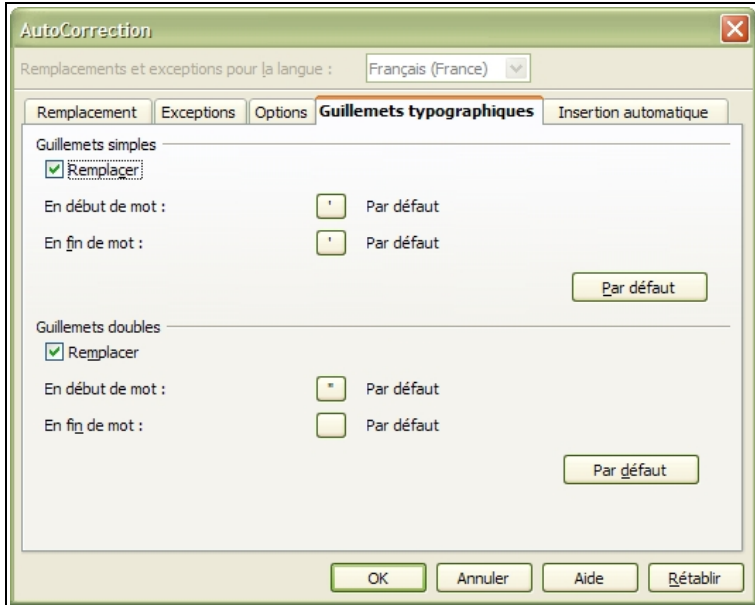 AutoCorrection
Remplacements et exceptions pour la langue : Français (France)
Remplacement Exceptions Options Guillemets typographiques Insertion automatique
Guillemets simples
Remplacer
En début de mot : ' Par défaut
En fin de mot : ' Par défaut
Par défaut
Guillemets doubles
Remplacer
En début de mot : " Par défaut
En fin de mot : Par défaut
Par défaut
OK Annuler Aide Rétablir